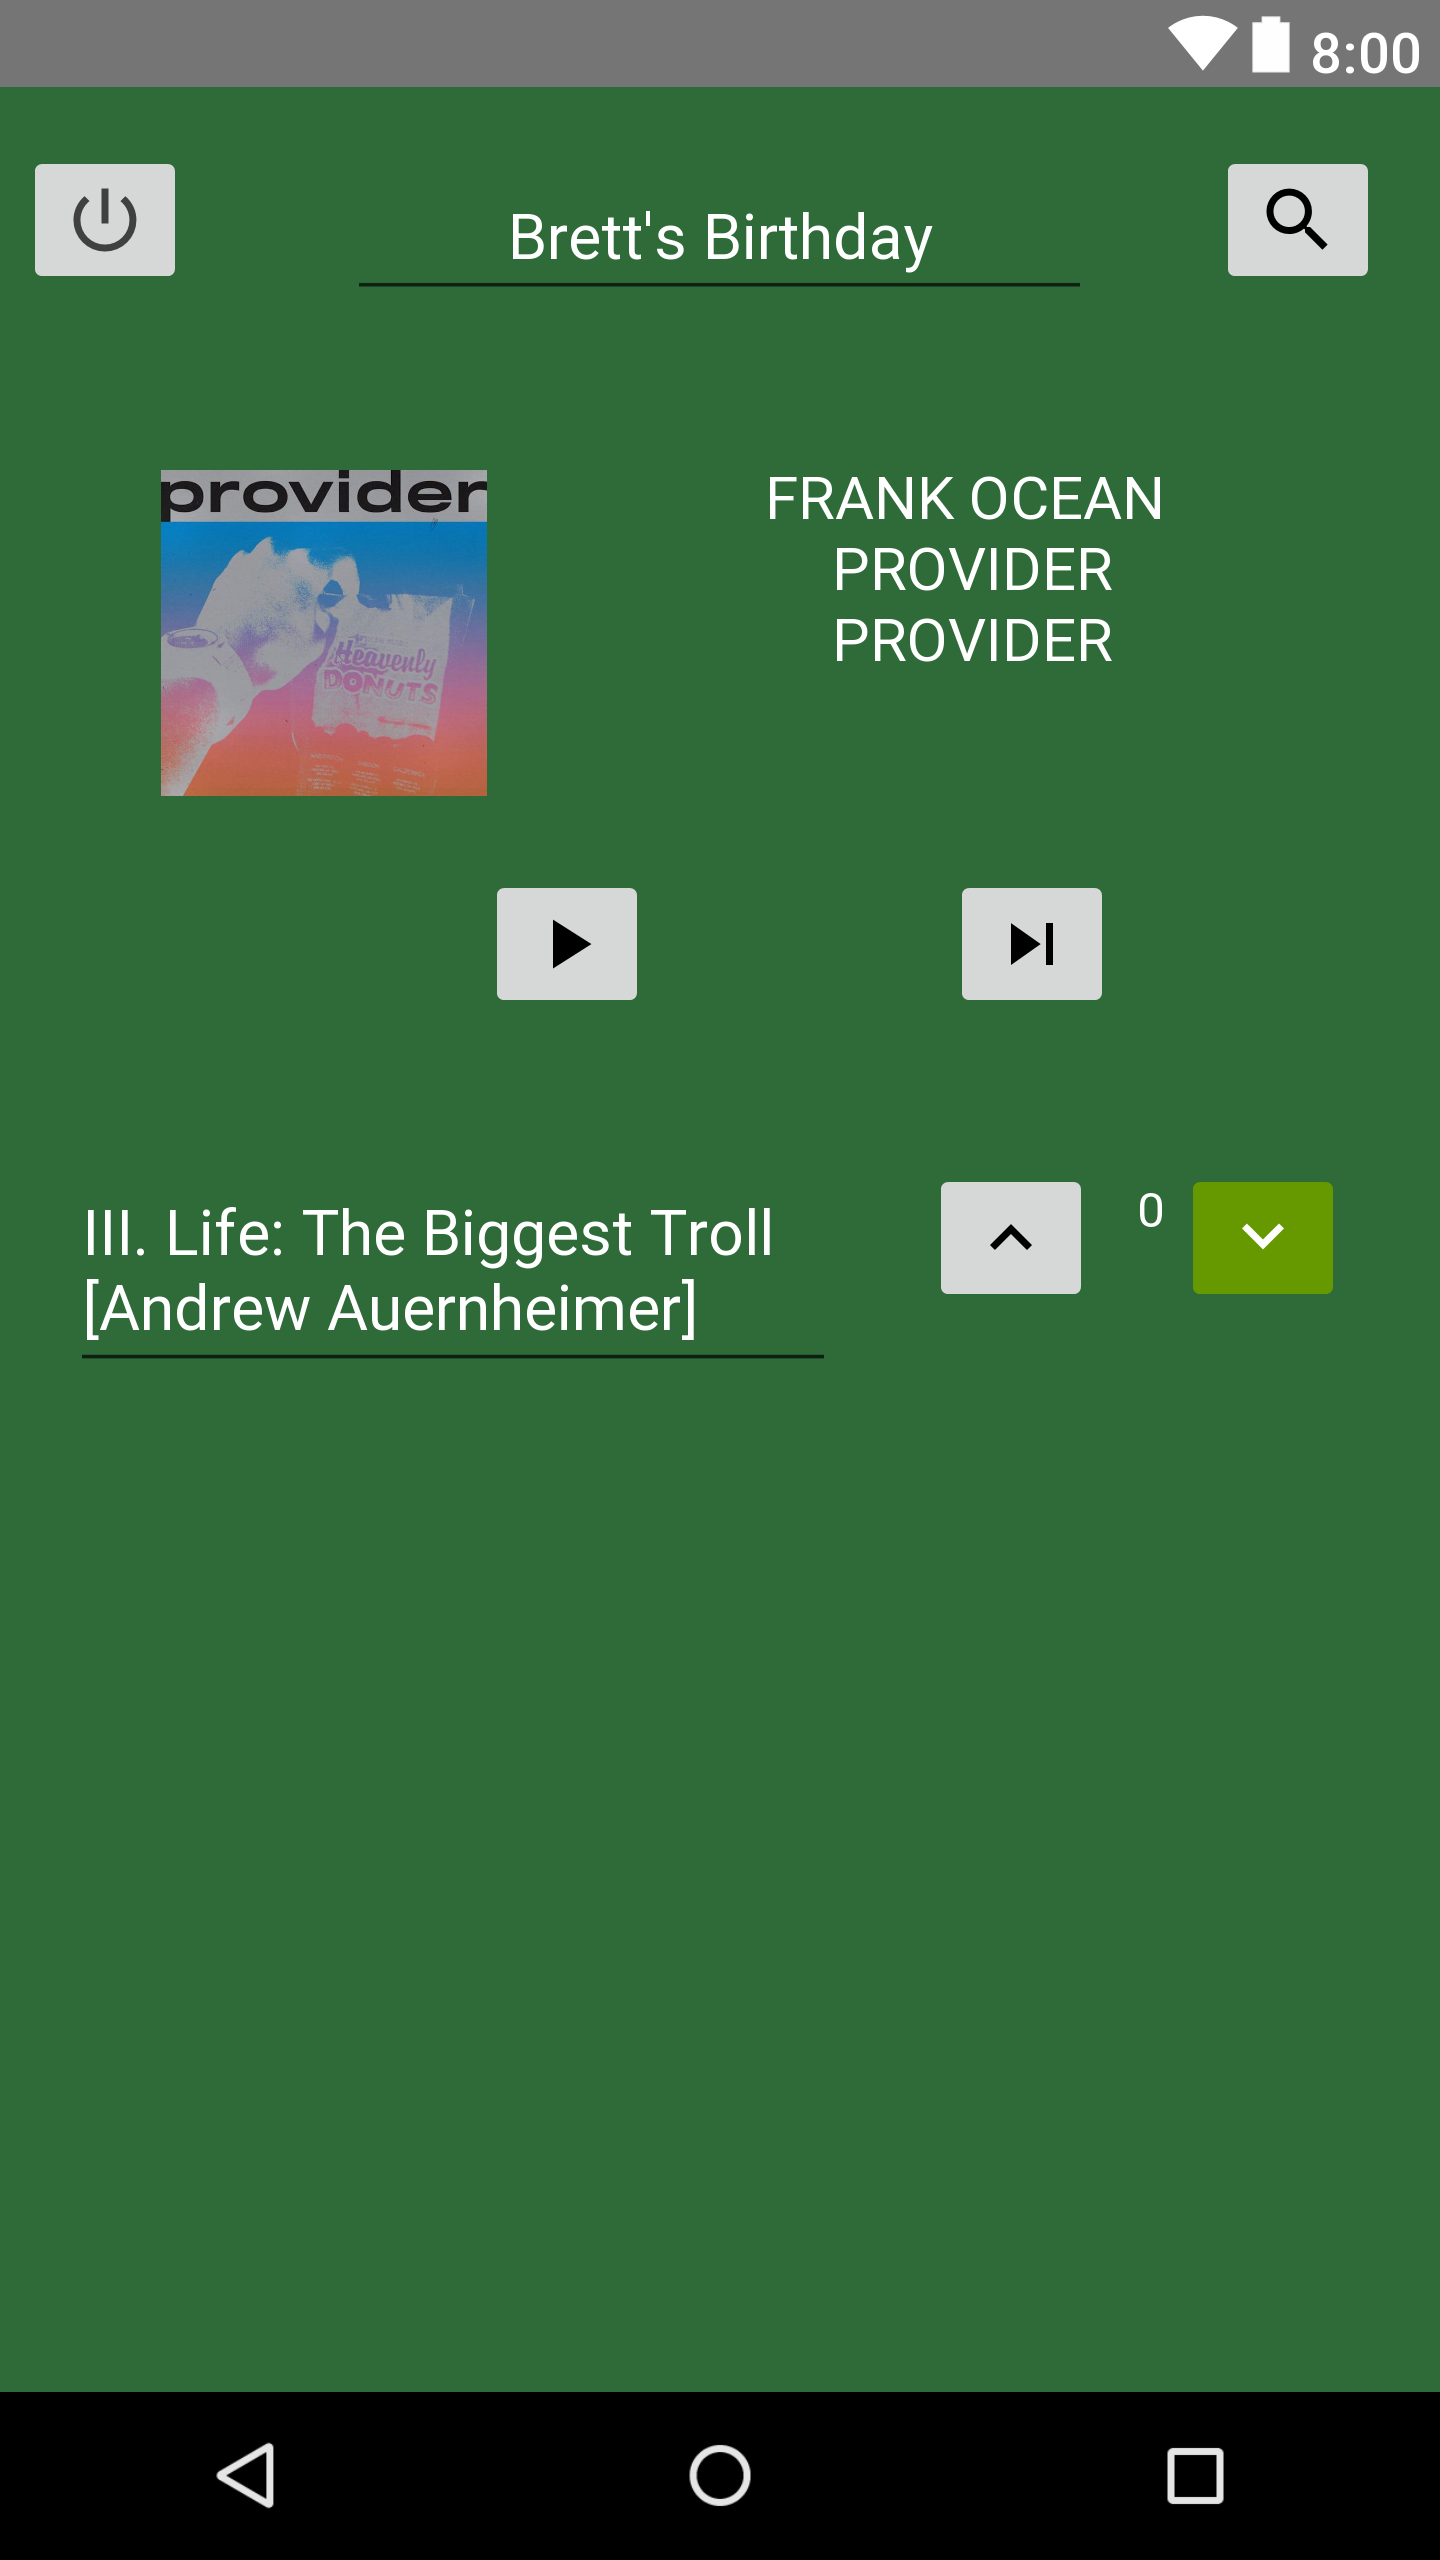 8:00
Brett's Birthday
provider
Heavenly
DONUTS
FRANK OCEAN
PROVIDER
PROVIDER
III. Life: The Biggest Troll
[Andrew Auernheimer]
0